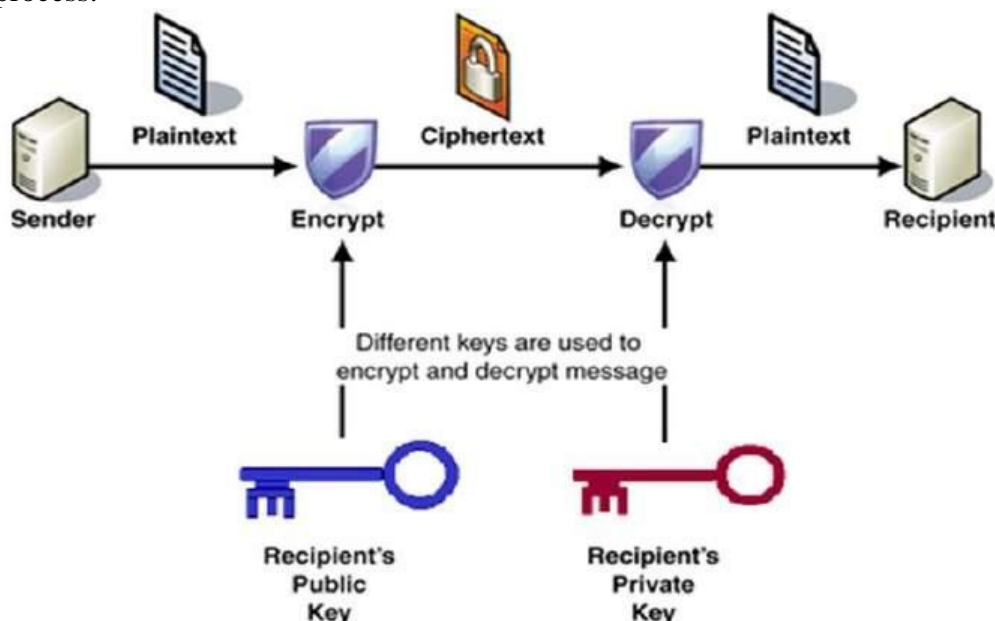 process.
Plaintext
Ciphertext
Plaintext
Sender
Encrypt
Decrypt
Recipient
Different keys are used to
encrypt and decrypt message
Recipient's
Public
Key
Recipient's
Private
Key